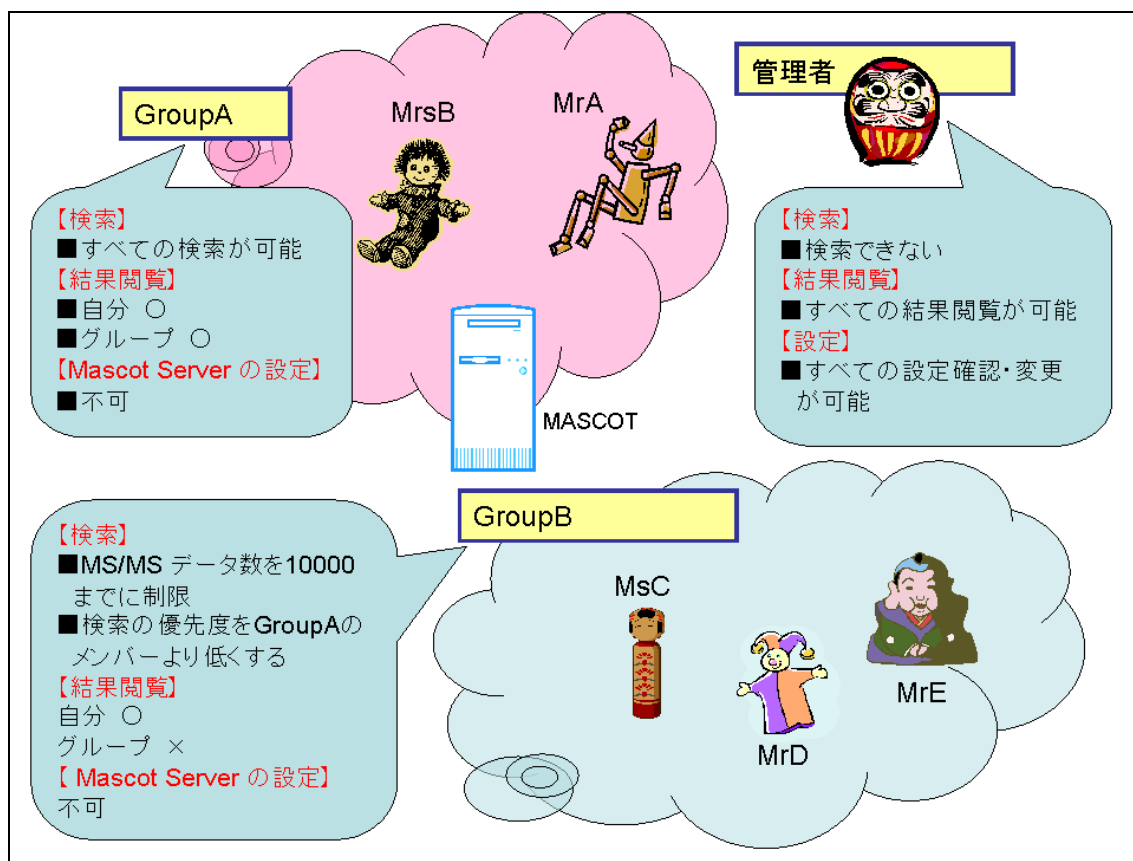 GroupA
MrsB
MrA
【検索】
■すべての検索が可能
【結果閲覧】
■自分 〇
■グループ 〇
【Mascot Server の設定】
■不可
管理者
【検索】
■検索できない
【結果閲覧】
■すべての結果閲覧が可能
【設定】
■すべての設定確認・変更
が可能
MASCOT
GroupB
【検索】
■MS/MS データ数を10000
までに制限
■検索の優先度をGroupAの
メンバーより低くする
【結果閲覧】
自分 〇
グループ ×
【 Mascot Server の設定】
不可
MsC
MrD
MrE